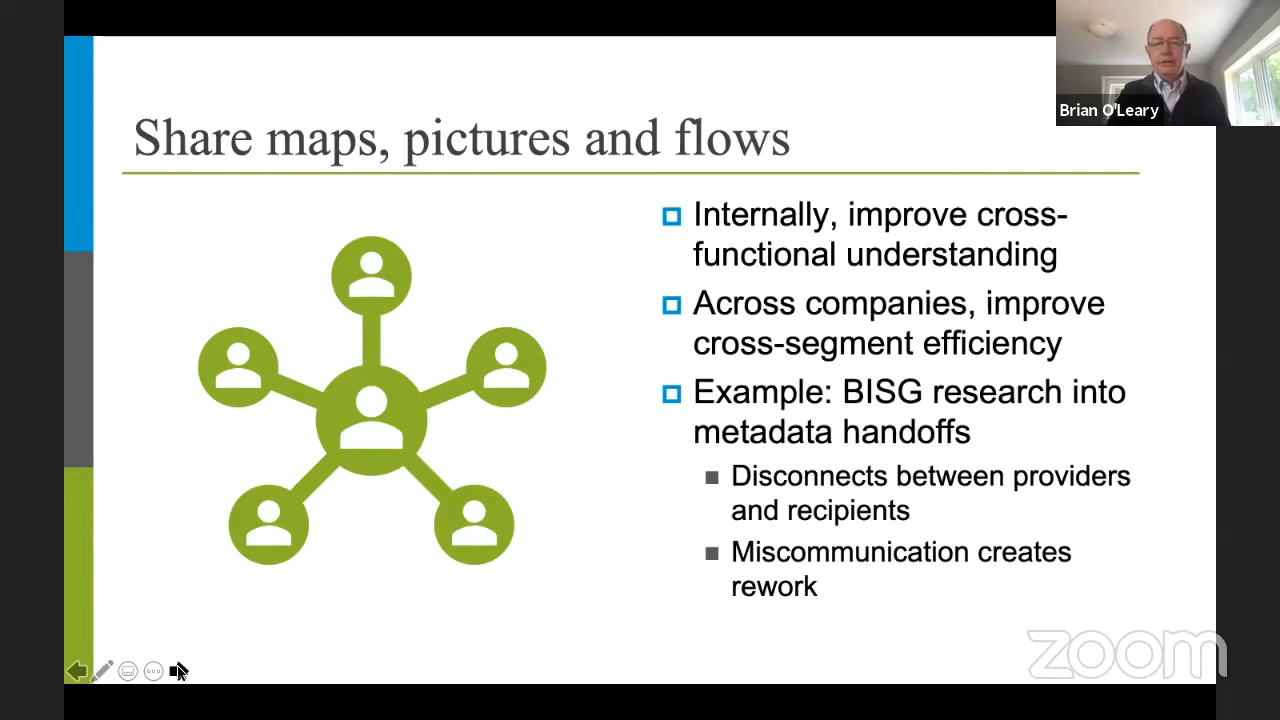 Brian O'Leary
Share maps, pictures and flows
Internally, improve cross-
functional understanding
Across companies, improve
cross-segment efficiency
Example: BISG research into
metadata handoffs
Disconnects between providers
and recipients
Miscommunication creates
rework
zoom